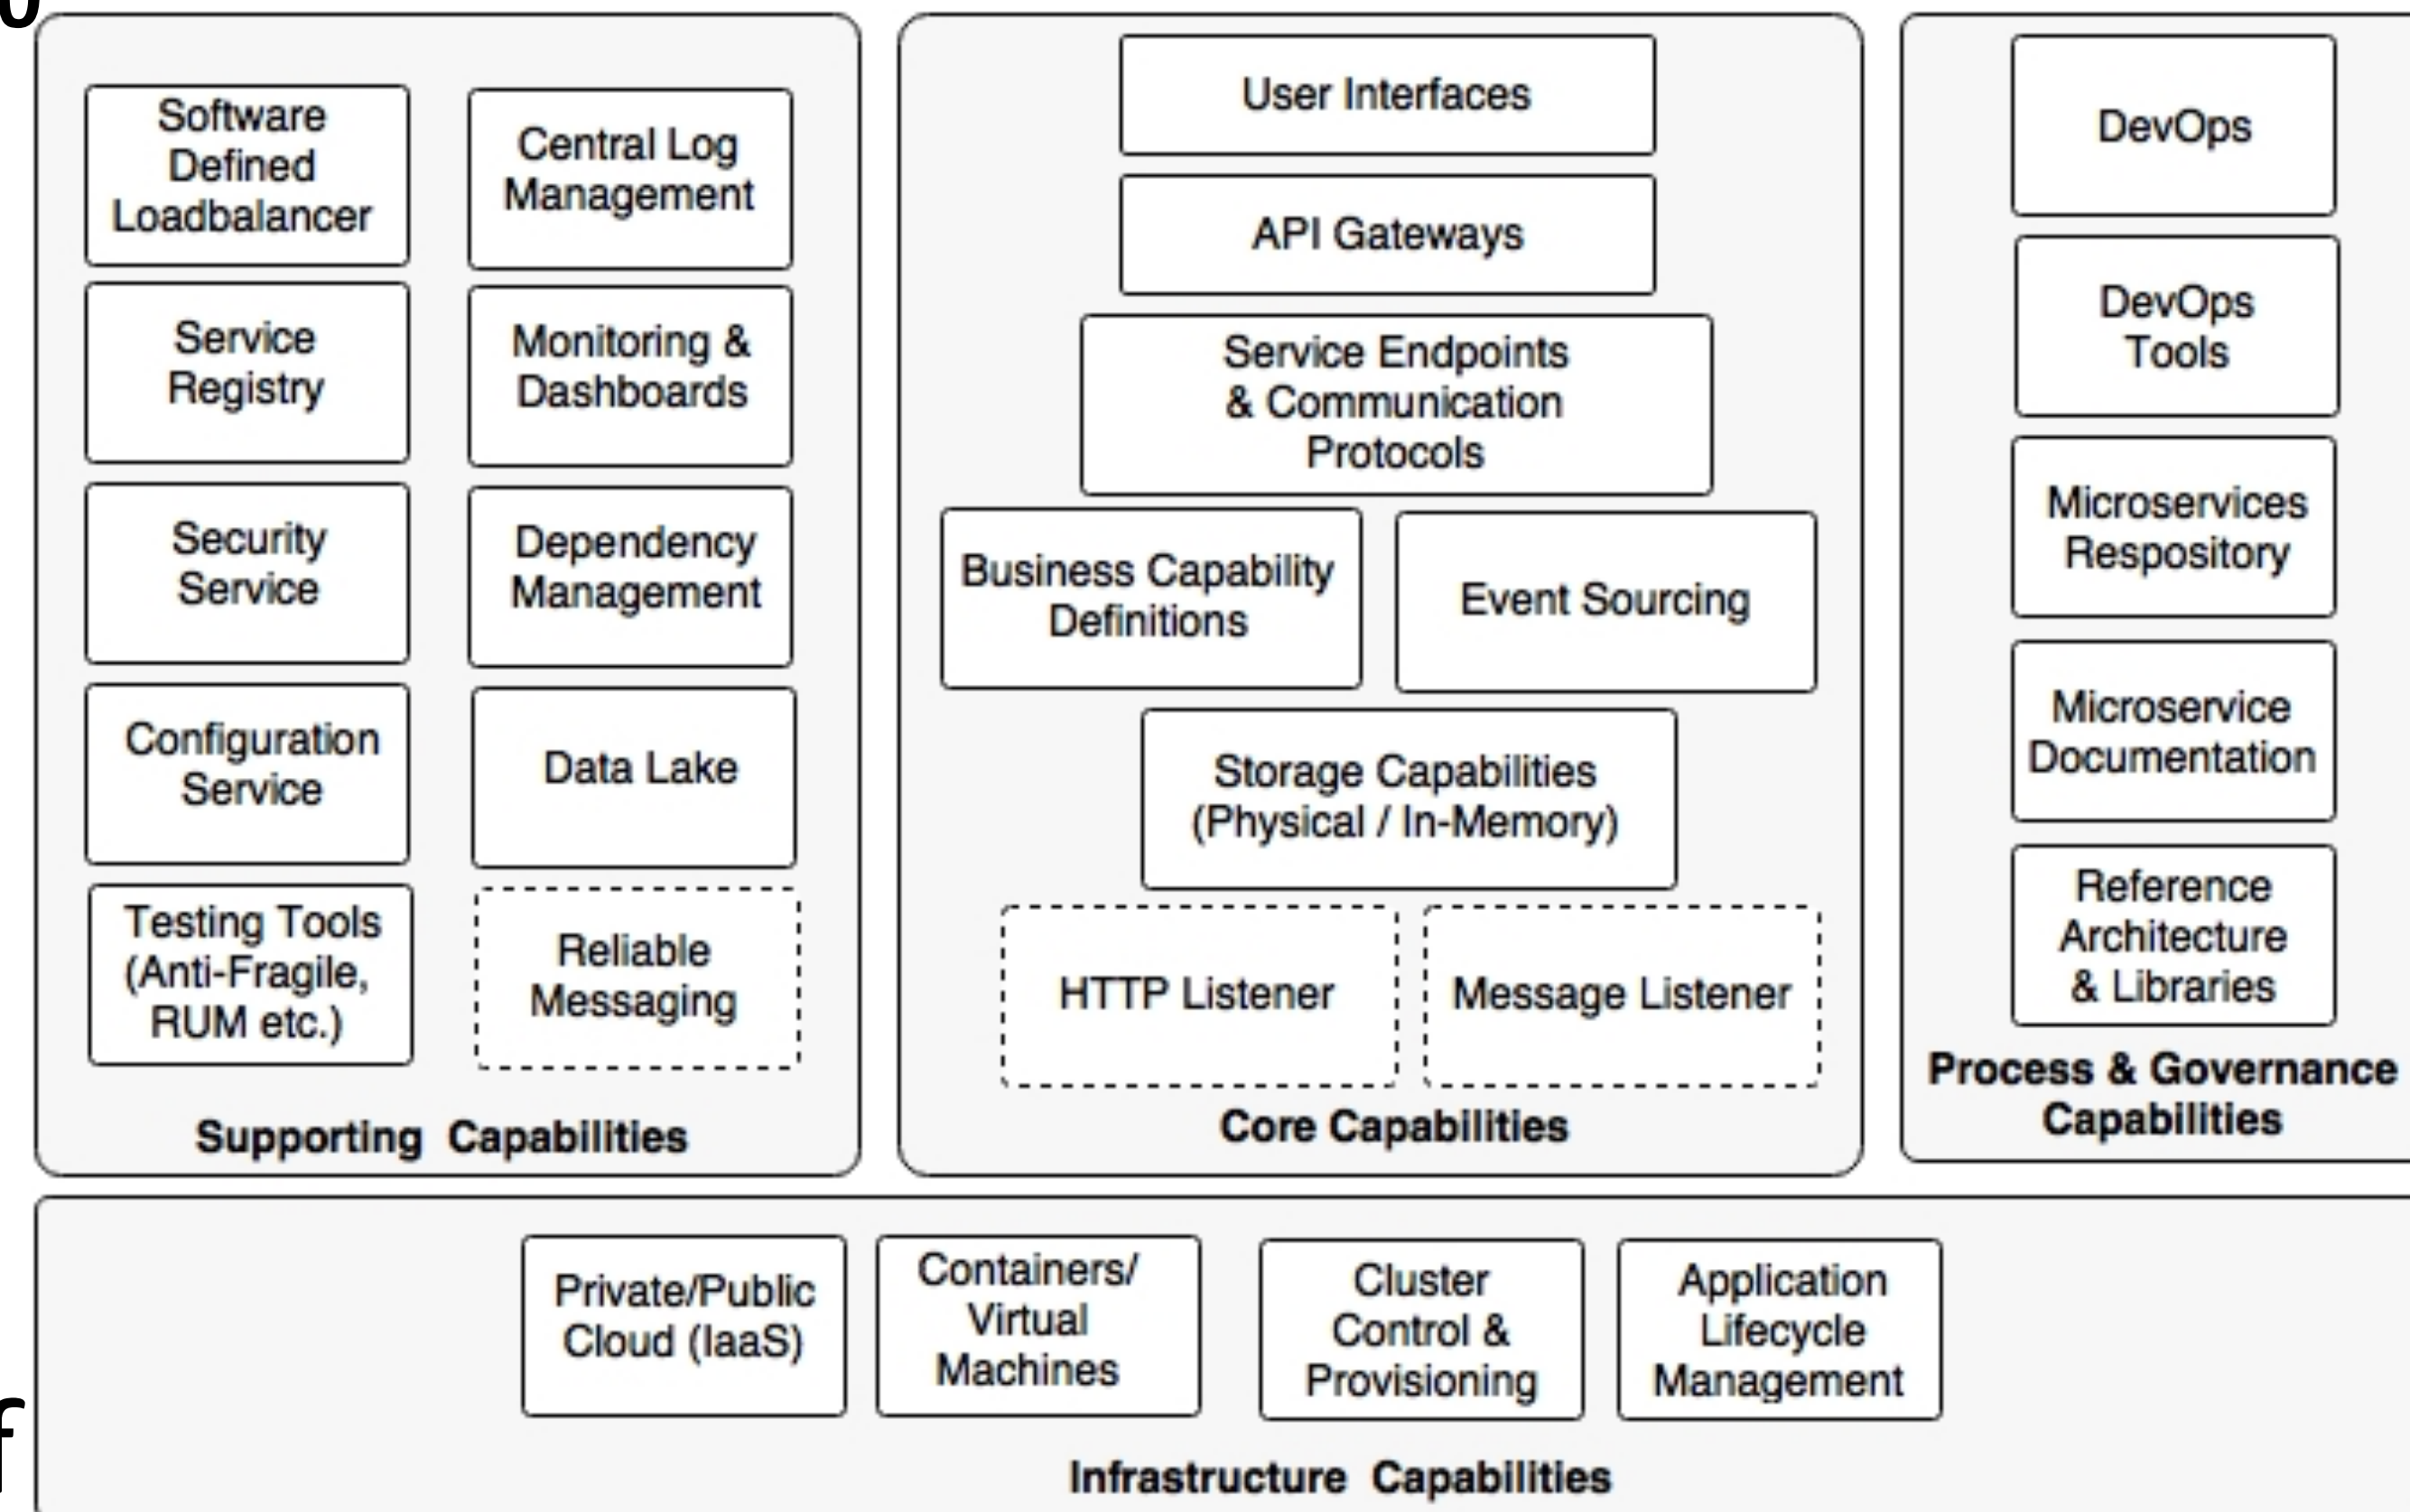 Software
Defined
Loadbalancer
Central Log
Management
Service
Registry
Monitoring &
Dashboards
Security
Service
Dependency
Management
Configuration
Service
Data Lake
Testing Tools
(Anti-Fragile,
RUM etc.)
Reliable
Messaging
Supporting Capabilities
User Interfaces
API Gateways
Service Endpoints
& Communication
Protocols
Business Capability
Definitions
Event Sourcing
Storage Capabilities
(Physical / In-Memory)
HTTP Listener
Message Listener
Core Capabilities
DevOps
DevOps
Tools
Microservices
Respository
Microservice
Documentation
Reference
Architecture
& Libraries
Process & Governance
Capabilities
f
Private/Public
Cloud (IaaS)
Containers/
Virtual
Machines
Cluster
Control &
Provisioning
Application
Lifecycle
Management
Infrastructure Capabilities